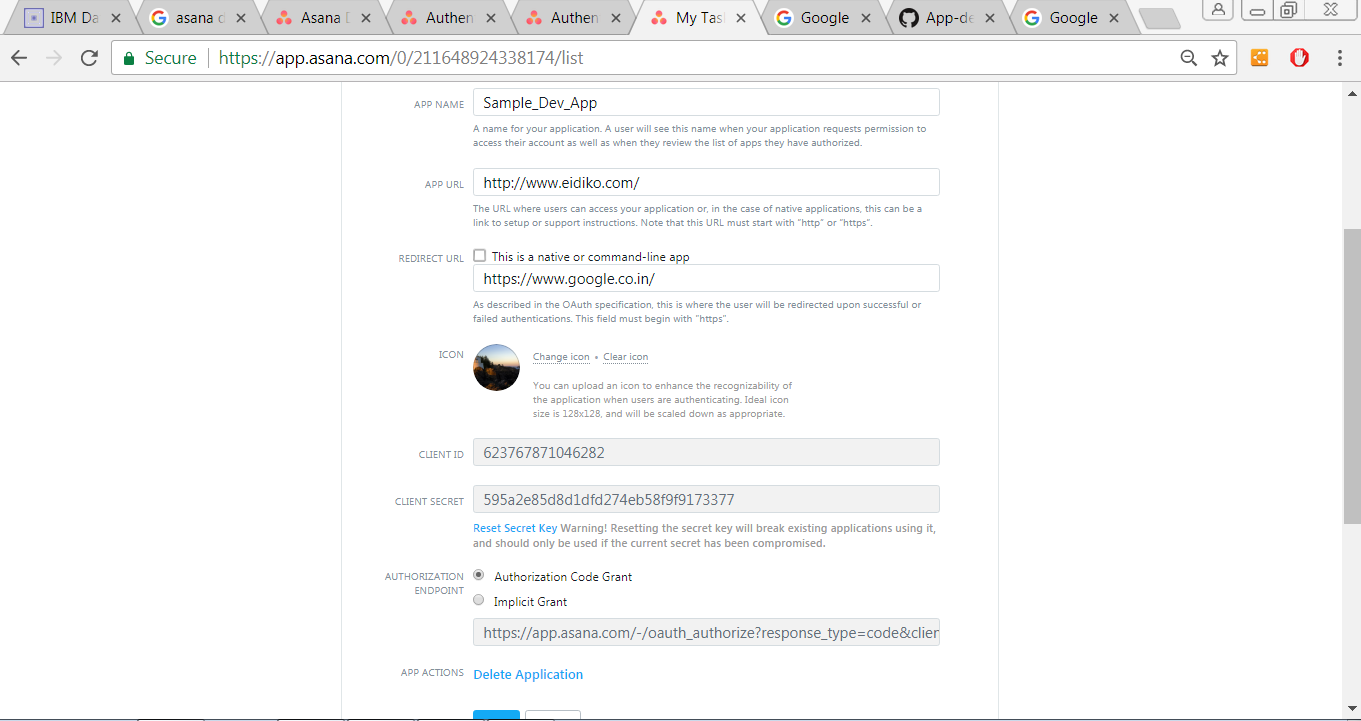 IBM Da
asana d
Asana D
Authen
Authen
My Tas
Google
App-de
Google
Secure
https://app.asana.com/0/211648924338174/list
APP NAME
Sample_Dev_App
A name for your application. A user will see this name when your application requests permission to
access their account as well as when they review the list of apps they have authorized.
APP URL
http://www.eidiko.com/
The URL where users can access your application or, in the case of native applications, this can be a
link to setup or support instructions. Note that this URL must start with "http" or "https".
REDIRECT URL
This is a native or command-line app
https://www.google.co.in/
As described in the OAuth specification, this is where the user will be redirected upon successful or
failed authentications. This field must begin with "https".
ICON
Change icon • Clear icon
You can upload an icon to enhance the recognizability of
the application when users are authenticating. Ideal icon
size is 128x128, and will be scaled down as appropriate.
CLIENT ID
623767871046282
CLIENT SECRET
595a2e85d8d1dfd274eb58f9f9173377
Reset Secret Key Warning! Resetting the secret key will break existing applications using it,
and should only be used if the current secret has been compromised.
AUTHORIZATION
ENDPOINT
Authorization Code Grant
Implicit Grant
https://app.asana.com/-/oauth_authorize?response_type=code&clien
APP ACTIONS
Delete Application